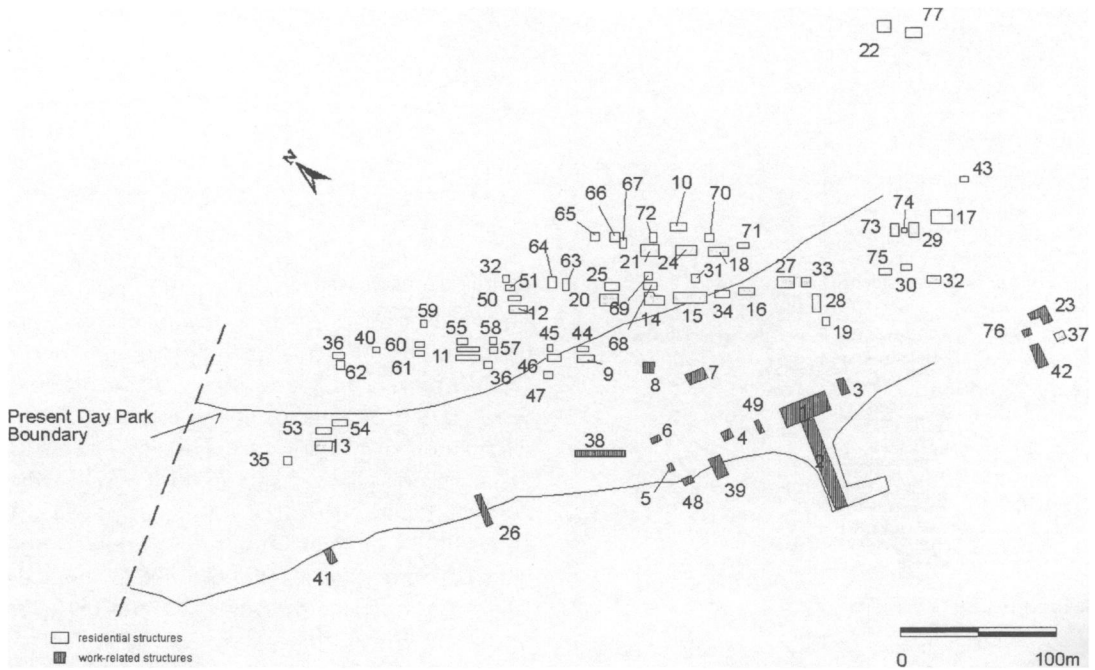 77
22
N
43
66 67 72 10 70
65
74
73 29 17
64 63 21 24 18 71
32 51 25 31 75 30 32
27 33
50 12 20 69 14 15 34 16 28
59 19
23
55 58 45 44 68
76 37
36 40 60 61 11 57 46 9 8 7 42
62 36 47
3
Present Day Park
Boundary
53 54
13
35
38 6 4 49 1
5 48 39 2
26
41
residential structures
work-related structures
0 100m